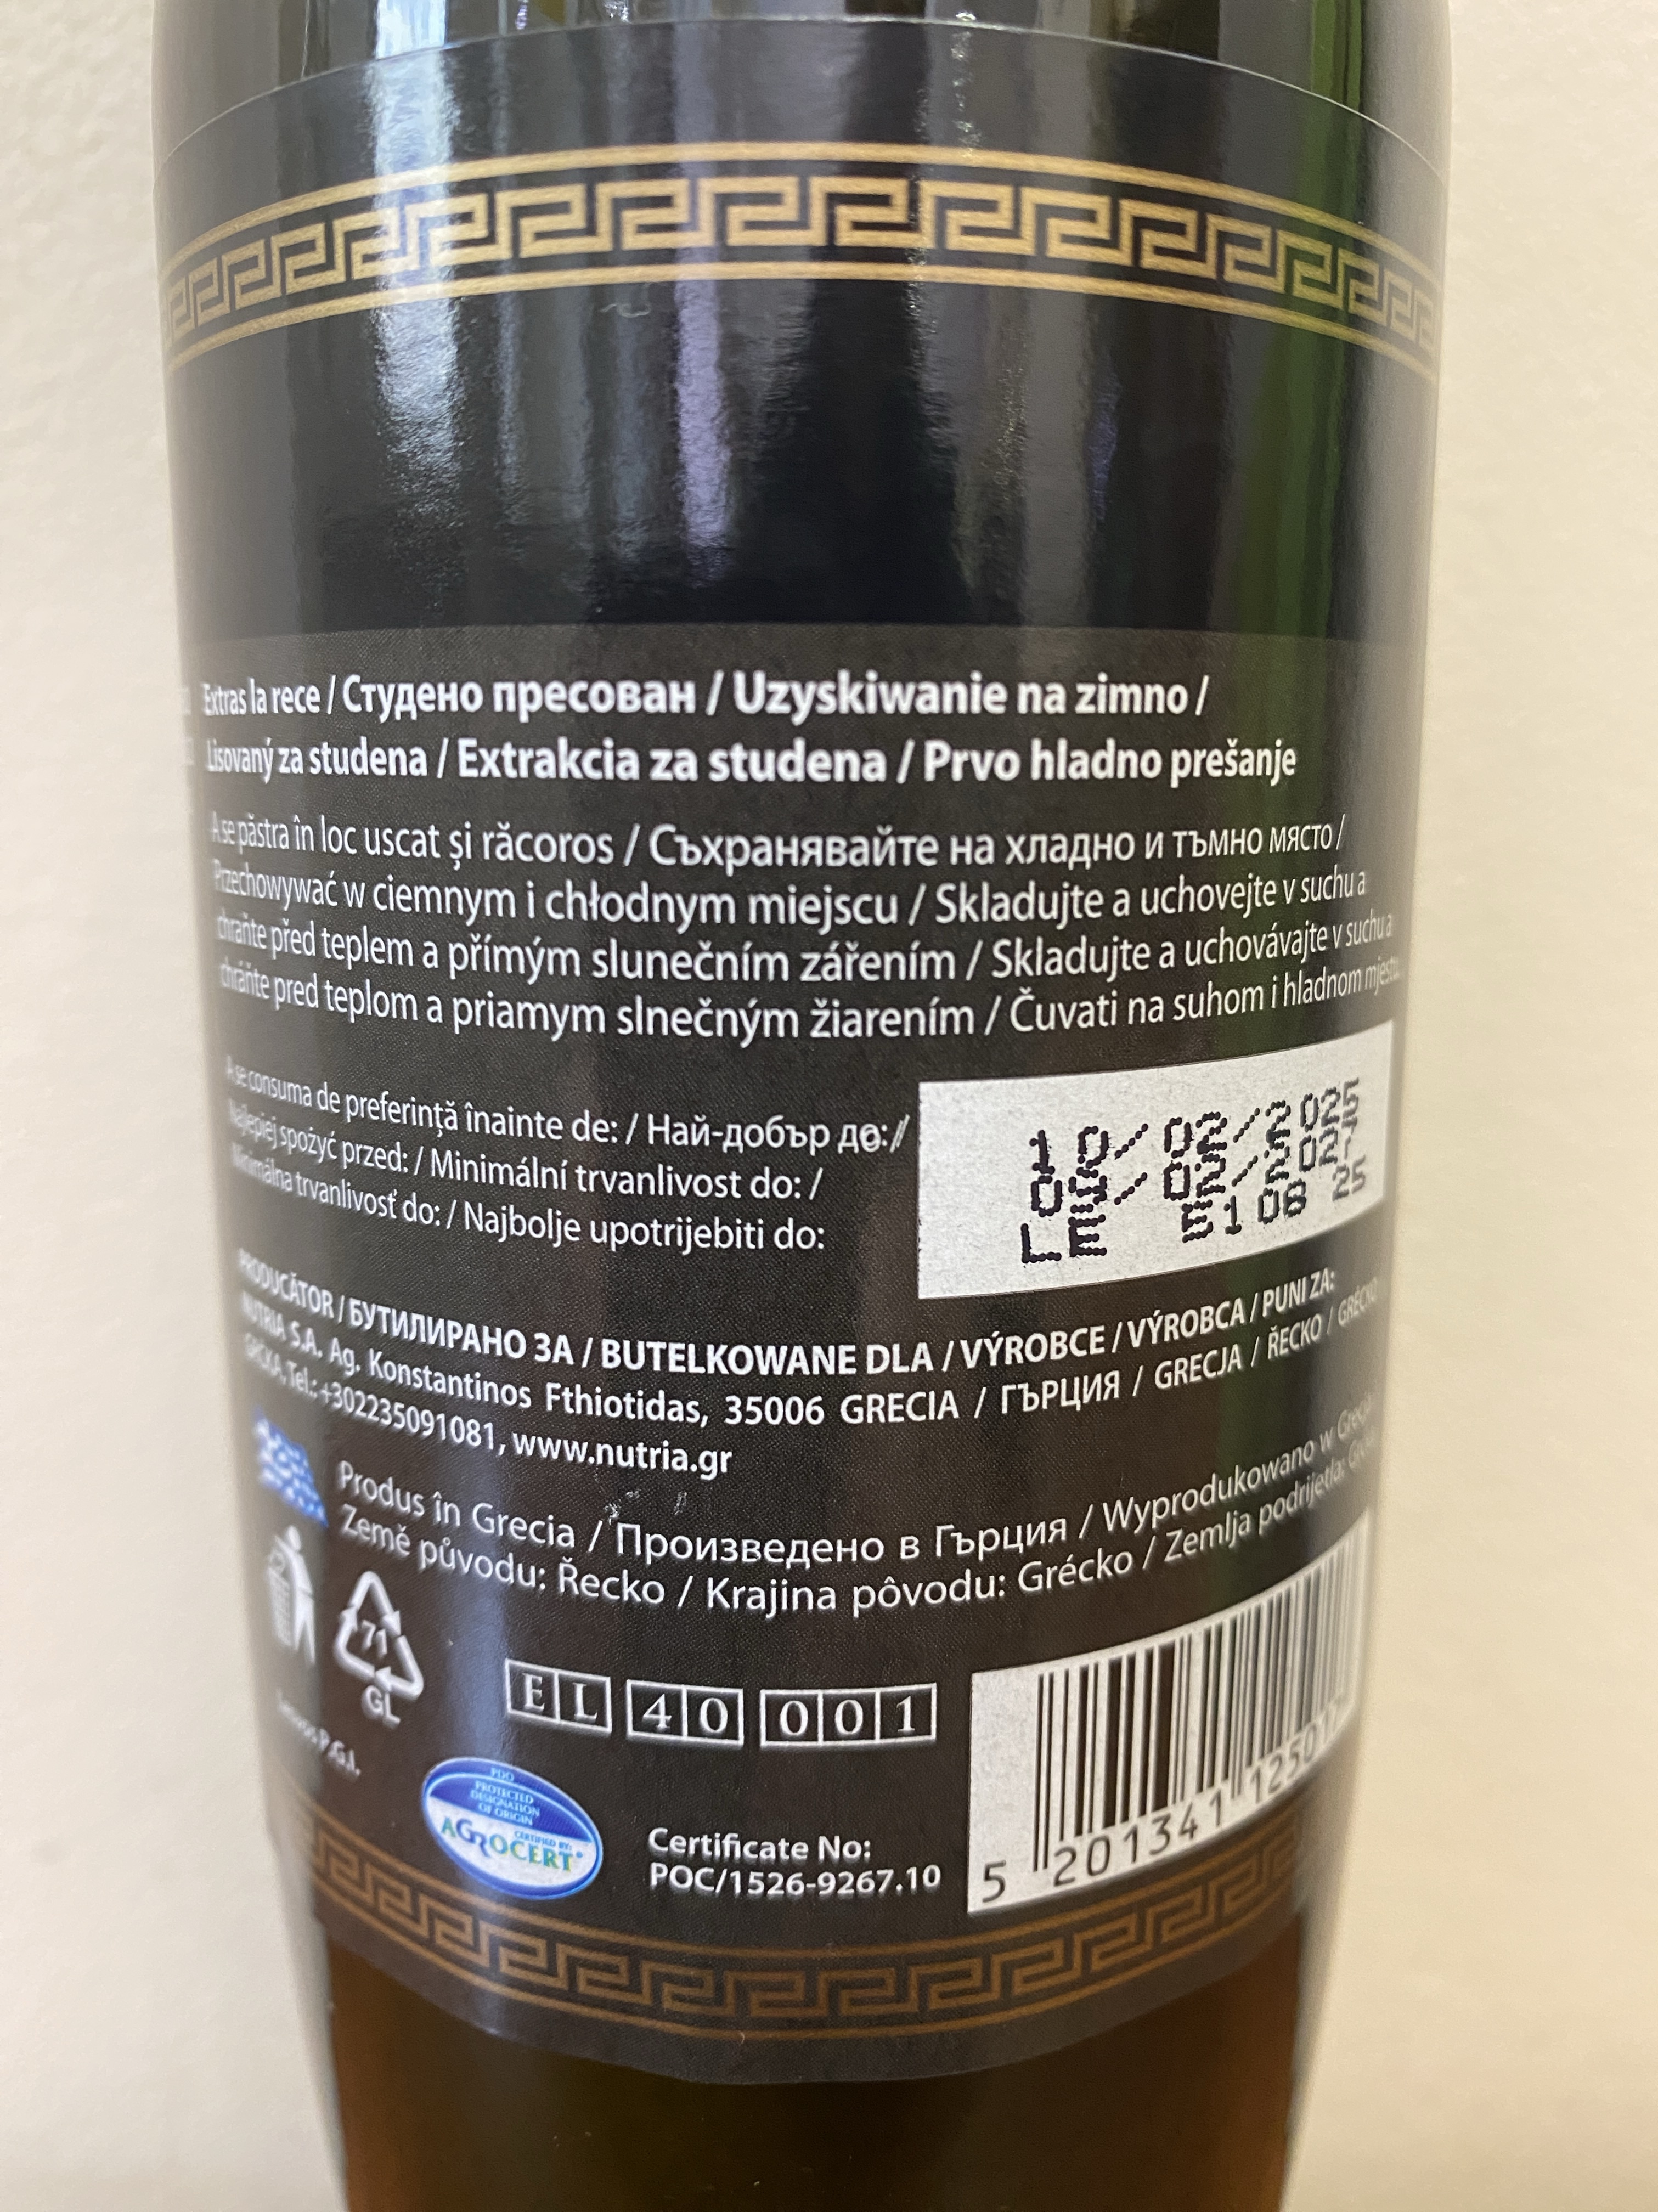 Extras la rece / Студено пресован / Uzyskiwanie na zimno /
Lisovaný za studena / Extrakcia za studena / Prvo hladno prešanje
A se păstra în loc uscat și răcoros / Съхранявайте на хладно и тъмно място /
Przechowywać w ciemnym i chłodnym miejscu / Skladujte a uchovejte v suchu a
chraňte před teplem a přímým slunečním zářením / Skladujte a uchovávajte v suchu a
chráňte pred teplom a priamym slnečným žiarením / Čuvati na suhom i hladnom
A se consuma de preferință înainte de: / Най-добър до: /
Najlepiej spożyć przed: / Minimální trvanlivost do: /
Minimálna trvanlivosť do: / Najbolje upotrijebiti do:
10/02/2025
09/02/2027
LE E108 25
PRODUCĂTOR / БУТИЛИРАНО ЗА / BUTELKOWANE DLA / VÝROBCE / VÝROBCA / PUNI ZA:
NUTRIA S.A. Ag. Konstantinos Fthiotidas, 35006 GRECIA / ГЪРЦИЯ / GRECJA / ŘECKO / GRÉCKO
GRČKA, Tel.: +302235091081, www.nutria.gr
Produs în Grecia / Произведено в Гърция / Wyprodukowano w Grecji
Země původu: Řecko / Krajina pôvodu: Grécko / Zemlja podrijetla:
71
GL
EL 40 001
P.G.I.
PDO
PROTECTED
DESIGNATION
OF ORIGIN
CERTIFIED BY:
AGROCERT
Certificate No:
POC/1526-9267.10
5 201341 12501